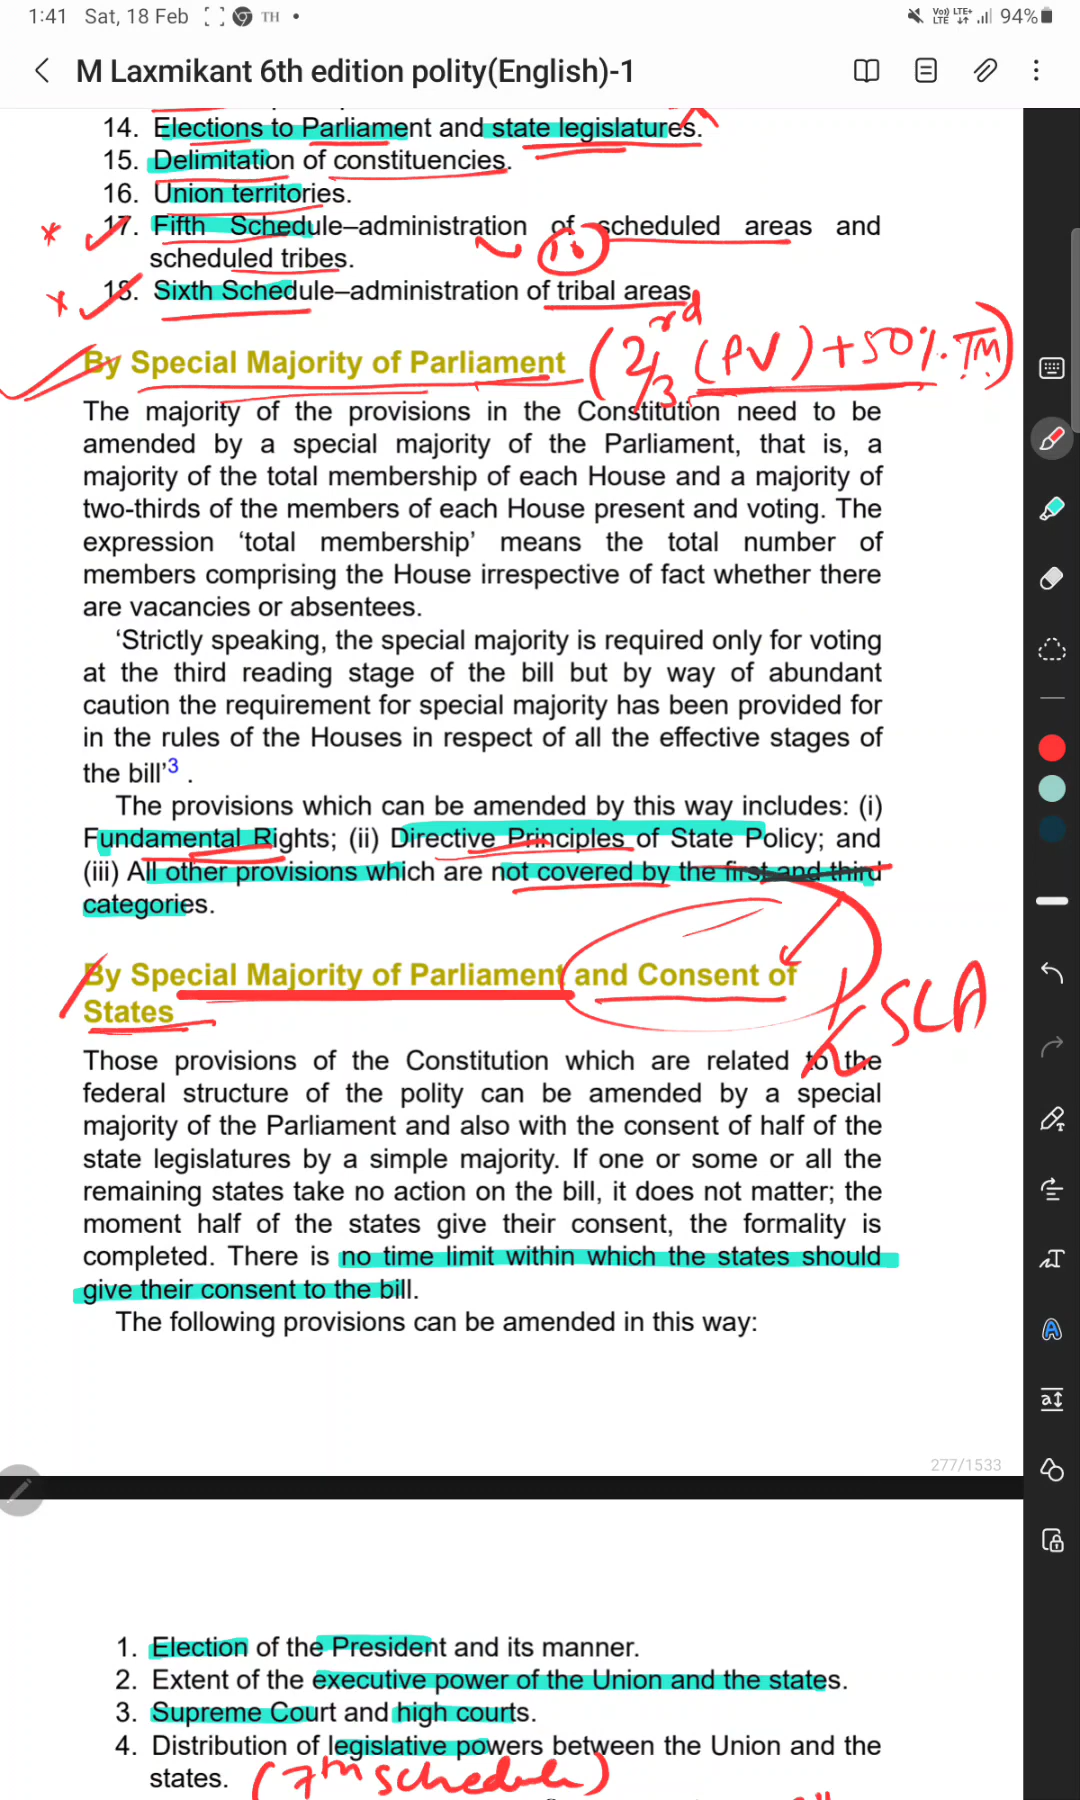 1:41 Sat, 18 Feb TH •
Vo) LTE LTE+ 94%
M Laxmikant 6th edition polity(English)-1
14. Elections to Parliament and state legislatures.
15. Delimitation of constituencies.
16. Union territories.
17. Fifth Schedule–administration of scheduled areas and
scheduled tribes.
18. Sixth Schedule–administration of tribal areas.
By Special Majority of Parliament (2/3rd (PV)+50%.TM)
The majority of the provisions in the Constitution need to be
amended by a special majority of the Parliament, that is, a
majority of the total membership of each House and a majority of
two-thirds of the members of each House present and voting. The
expression ‘total membership’ means the total number of
members comprising the House irrespective of fact whether there
are vacancies or absentees.
‘Strictly speaking, the special majority is required only for voting
at the third reading stage of the bill but by way of abundant
caution the requirement for special majority has been provided for
in the rules of the Houses in respect of all the effective stages of
the bill’3 .
The provisions which can be amended by this way includes: (i)
Fundamental Rights; (ii) Directive Principles of State Policy; and
(iii) All other provisions which are not covered by the first and third
categories.
By Special Majority of Parliament and Consent of
States
Those provisions of the Constitution which are related to the
federal structure of the polity can be amended by a special
majority of the Parliament and also with the consent of half of the
state legislatures by a simple majority. If one or some or all the
remaining states take no action on the bill, it does not matter; the
moment half of the states give their consent, the formality is
completed. There is no time limit within which the states should
give their consent to the bill.
The following provisions can be amended in this way:
277/1533
1. Election of the President and its manner.
2. Extent of the executive power of the Union and the states.
3. Supreme Court and high courts.
4. Distribution of legislative powers between the Union and the
states. (7th schedule)